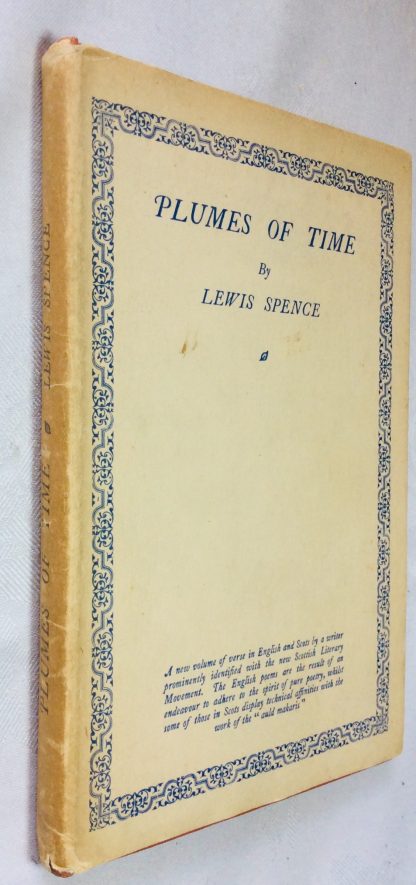 PLUMES OF TIME
By
LEWIS SPENCE
A new volume of verse in English and Scots by a writer
prominently identified with the new Scottish Literary
Movement. The English poems are the result of an
endeavour to adhere to the spirit of pure poetry, whilst
some of those in Scots display technical affinities with the
work of the "auld makaris."
PLUMES OF TIME LEWIS SPENCE